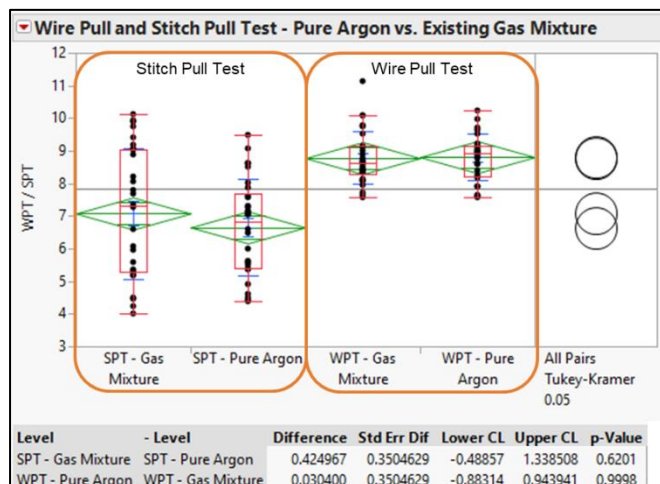 Wire Pull and Stitch Pull Test - Pure Argon vs. Existing Gas Mixture
12
11
10
9
8
7
6
5
4
3
WPT / SPT
Stitch Pull Test
Wire Pull Test
SPT - Gas Mixture
SPT - Pure Argon
WPT - Gas Mixture
WPT - Pure Argon
All Pairs
Tukey-Kramer
0.05
Level - Level Difference Std Err Dif Lower CL Upper CL p-Value
SPT - Gas Mixture SPT - Pure Argon 0.424967 0.3504629 -0.48857 1.338508 0.6201
WPT - Pure Argon WPT - Gas Mixture 0.030400 0.3504629 -0.88314 0.943941 0.9998